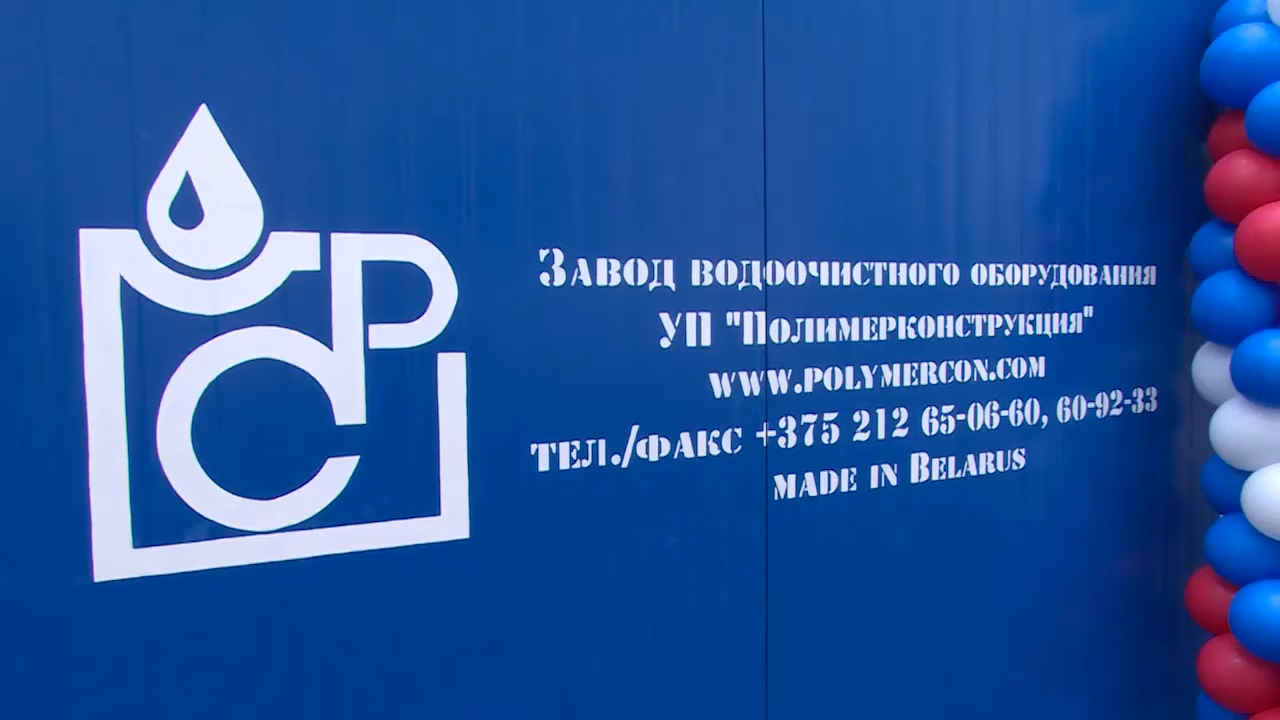 Завод водоочистного оборудования
УП "Полимерконструкция"
www.polymercon.com
тел./факс +375 212 65-06-60, 60-92-33
made in Belarus